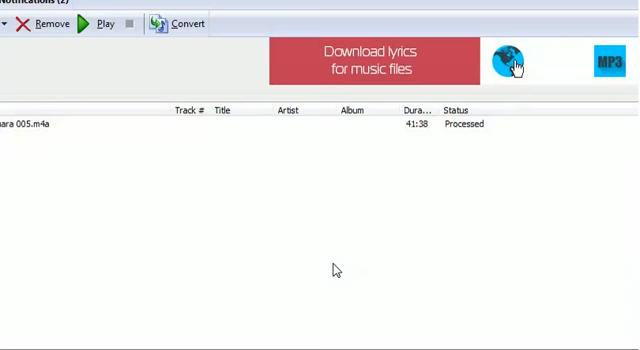 Notifications (2)
Remove Play Convert
Download lyrics
for music files
MP3
Track # Title Artist Album Dura... Status
005.m4a 41:38 Processed